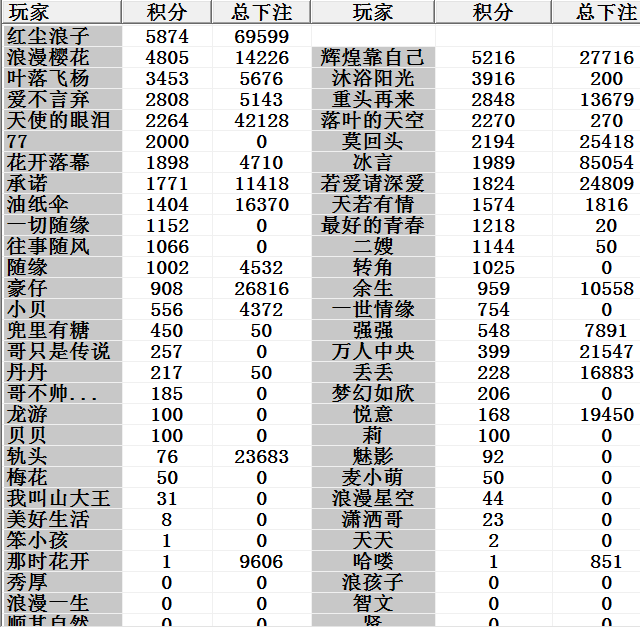 玩家 积分 总下注 玩家 积分 总下注
红尘浪子 5874 69599
浪漫樱花 4805 14226 辉煌靠自己 5216 27716
叶落飞杨 3453 5676 沐浴阳光 3916 200
爱不言弃 2808 5143 重头再来 2848 13679
天使的眼泪 2264 42128 落叶的天空 2270 270
77 2000 0 莫回头 2194 25418
花开落幕 1898 4710 冰言 1989 85054
承诺 1771 11418 若爱请深爱 1824 24809
油纸伞 1404 16370 天若有情 1574 1816
一切随缘 1152 0 最好的青春 1218 20
往事随风 1066 0 二嫂 1144 50
随缘 1002 4532 转角 1025 0
豪仔 908 26816 余生 959 10558
小贝 556 4372 一世情缘 754 0
兜里有糖 450 50 强强 548 7891
哥只是传说 257 0 万人中央 399 21547
丹丹 217 50 丢丢 228 16883
哥不帅... 185 0 梦幻如欣 206 0
龙游 100 0 悦意 168 19450
贝贝 100 0 莉 100 0
轨头 76 23683 魅影 92 0
梅花 50 0 麦小萌 50 0
我叫山大王 31 0 浪漫星空 44 0
美好生活 8 0 潇洒哥 23 0
笨小孩 1 0 天天 2 0
那时花开 1 9606 哈喽 1 851
秀厚 0 0 浪孩子 0 0
浪漫一生 0 0 智文 0 0
顺其自然 0 0 贤 0 0